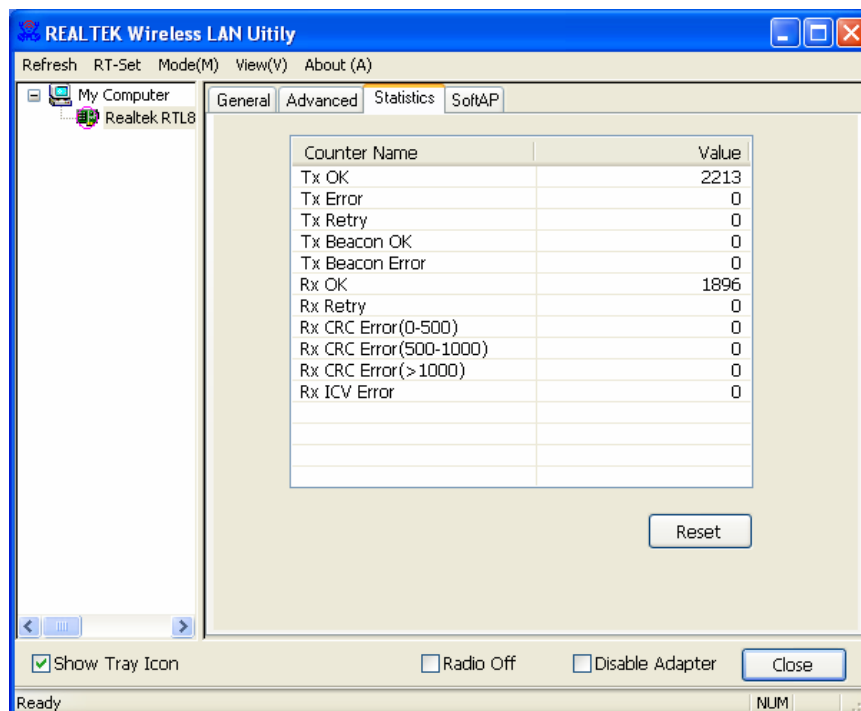 REALTEK Wireless LAN Uitily
Refresh RT-Set Mode(M) View(V) About (A)
My Computer
Realtek RTL8
General Advanced Statistics SoftAP
Counter Name Value
Tx OK 2213
Tx Error 0
Tx Retry 0
Tx Beacon OK 0
Tx Beacon Error 0
Rx OK 1896
Rx Retry 0
Rx CRC Error(0-500) 0
Rx CRC Error(500-1000) 0
Rx CRC Error(>1000) 0
Rx ICV Error 0
Reset
Show Tray Icon Radio Off Disable Adapter Close
Ready NUM